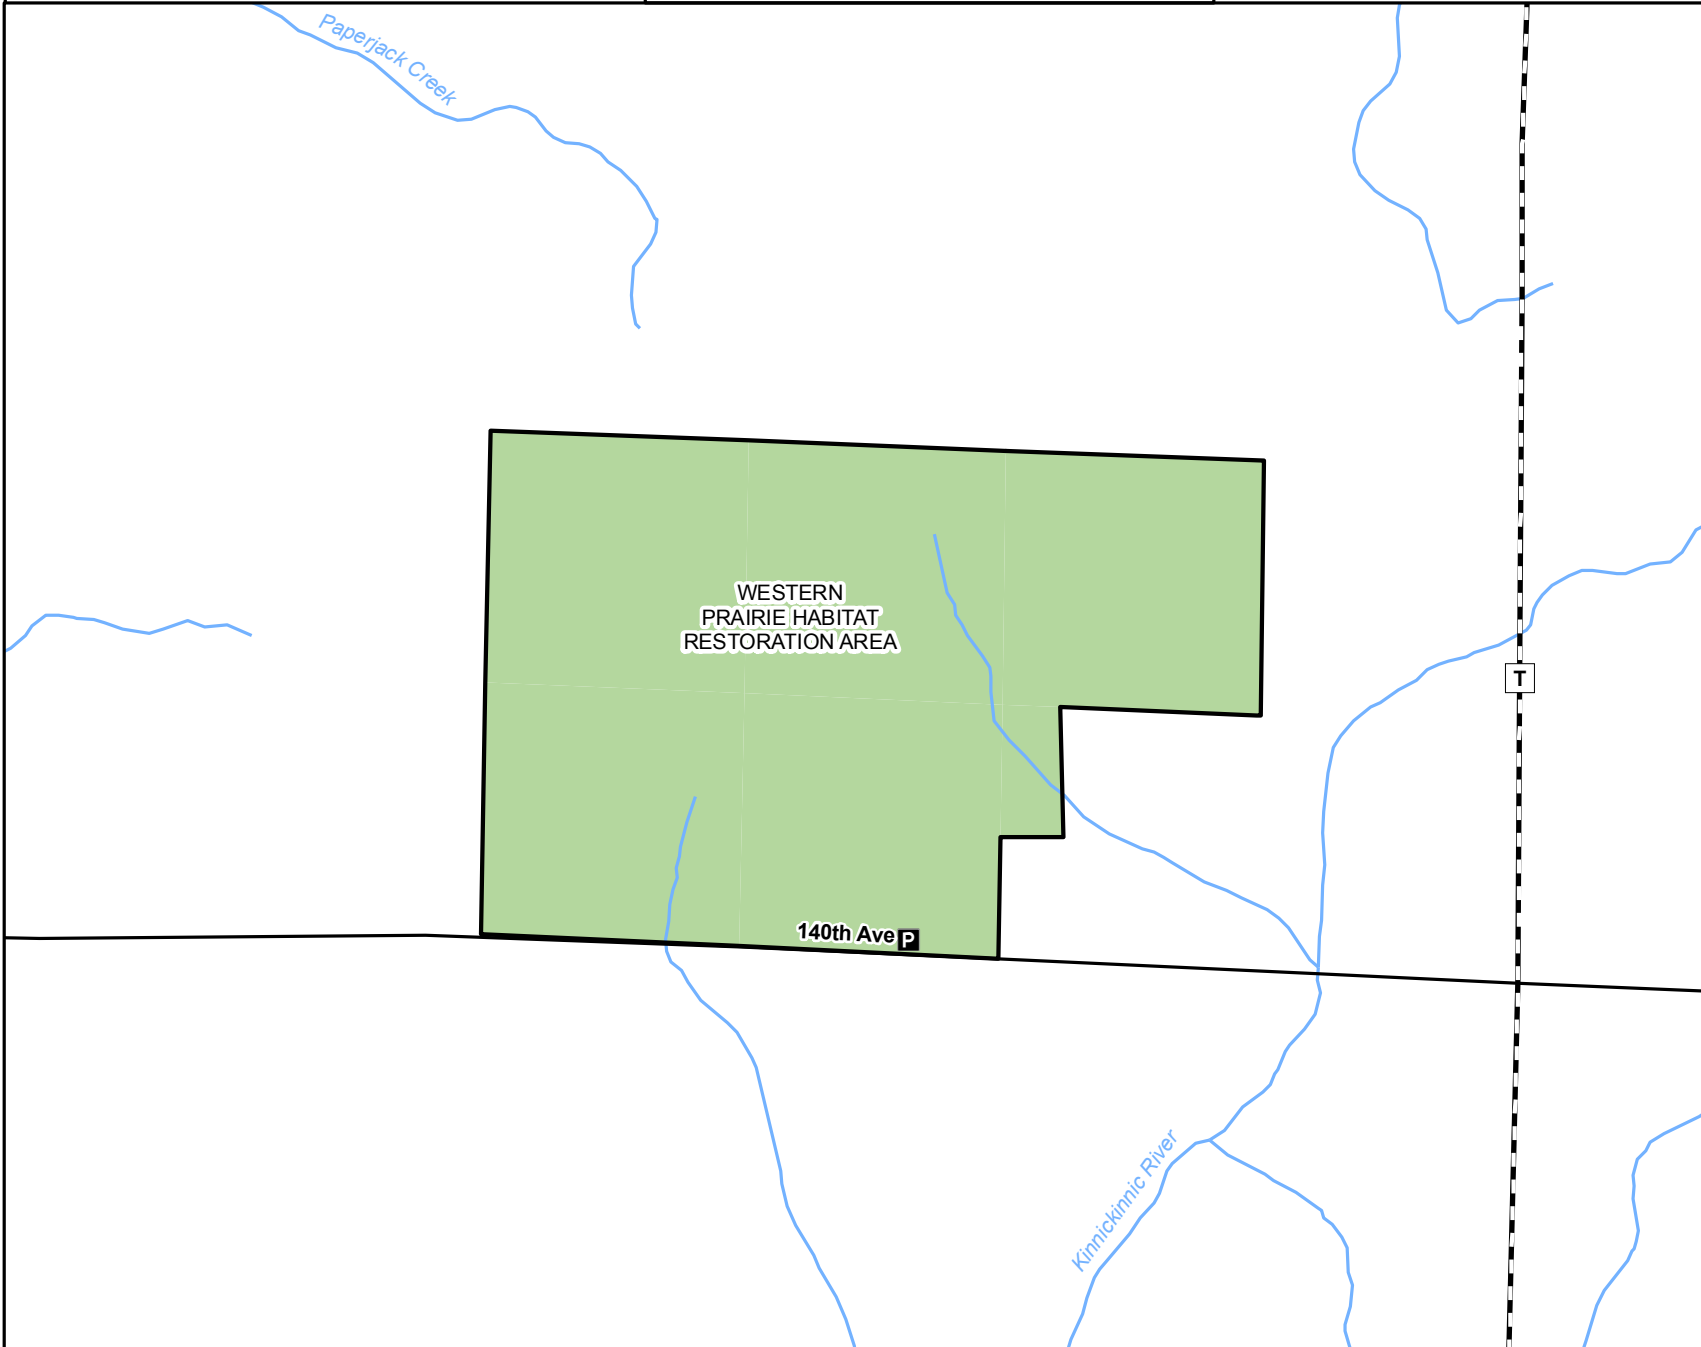 Paperjack Creek
WESTERN
PRAIRIE HABITAT
RESTORATION AREA
T
140th Ave P
Kinnickinnic River